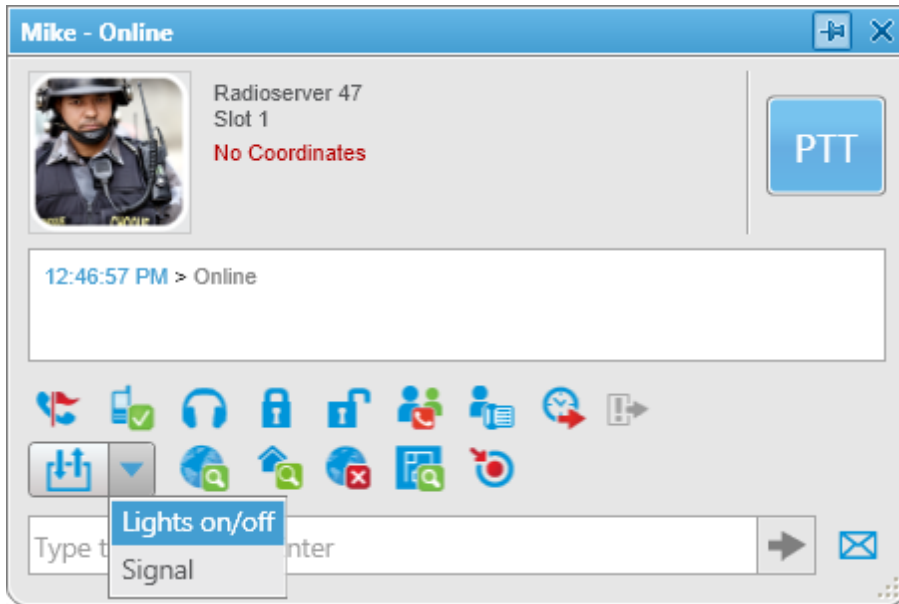 Mike - Online
Radioserver 47
Slot 1
No Coordinates
PTT
CHOQUE
12:46:57 PM > Online
Lights on/off
Type t nter
Signal